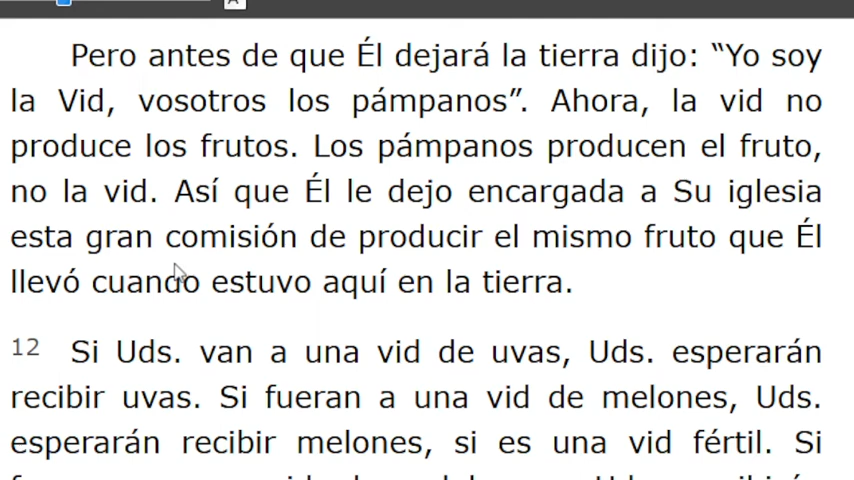 Pero antes de que Él dejará la tierra dijo: “Yo soy
la Vid, vosotros los pámpanos”. Ahora, la vid no
produce los frutos. Los pámpanos producen el fruto,
no la vid. Así que Él le dejo encargada a Su iglesia
esta gran comisión de producir el mismo fruto que Él
llevó cuando estuvo aquí en la tierra.
12 Si Uds. van a una vid de uvas, Uds. esperarán
recibir uvas. Si fueran a una vid de melones, Uds.
esperarán recibir melones, si es una vid fértil. Si